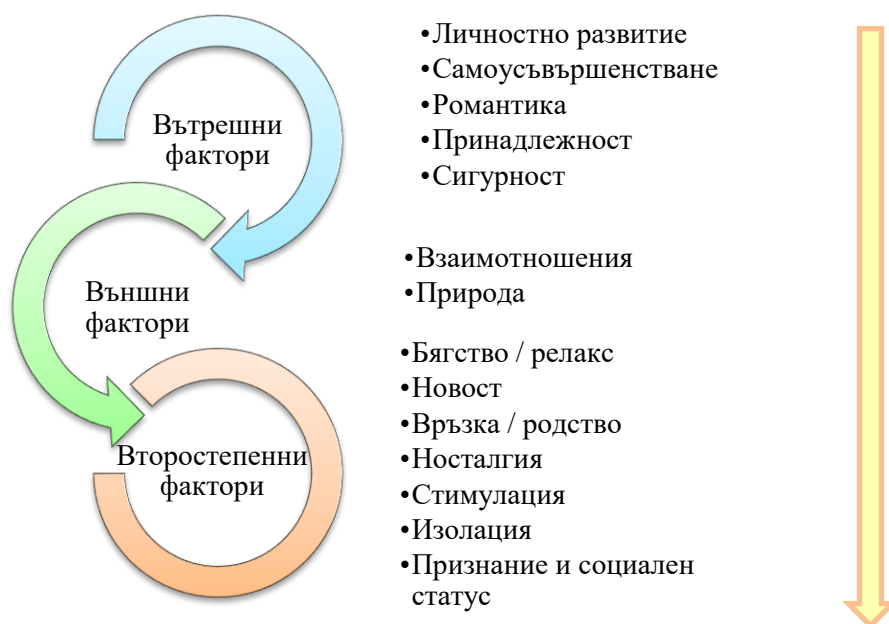 Вътрешни
фактори
•Личностно развитие
•Самоусъвършенстване
•Романтика
•Принадлежност
•Сигурност
Външни
фактори
•Взаимотношения
•Природа
Второстепенни
фактори
•Бягство / релакс
•Новост
•Връзка / родство
•Носталгия
•Стимулация
•Изолация
•Признание и социален
статус